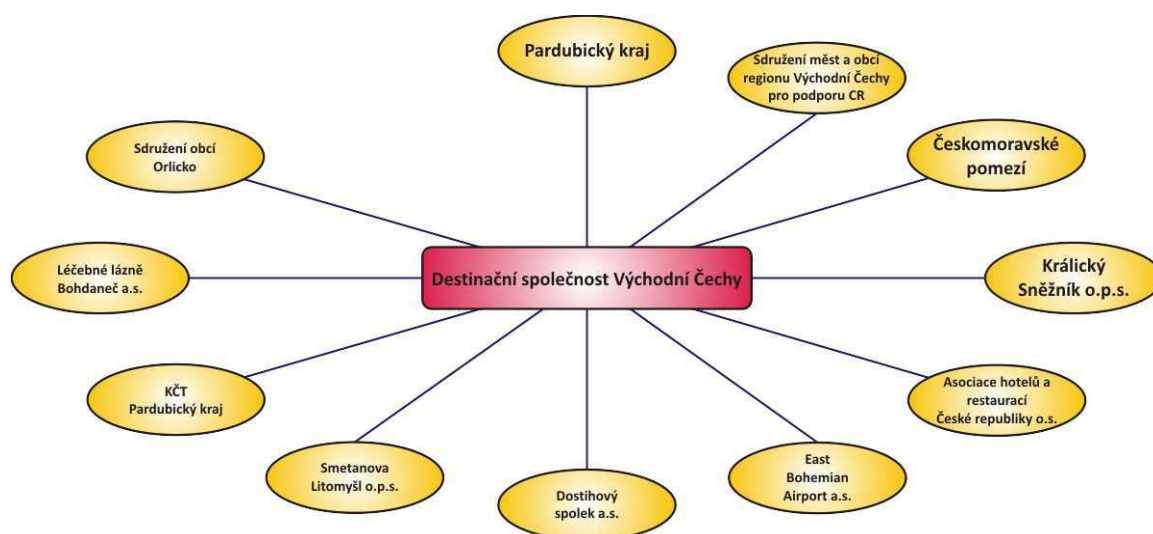 Pardubický kraj
Sdružení měst a obcí
regionu Východní Čechy
pro podporu CR
Sdružení obcí
Orlicko
Českomoravské
pomezí
Destinační společnost Východní Čechy
Léčebné lázně
Bohdaneč a.s.
Králický
Sněžník o.p.s.
KČT
Pardubický kraj
Asociace hotelů a
restaurací
České republiky o.s.
Smetanova
Litomyšl o.p.s.
Dostihový
spolek a.s.
East
Bohemian
Airport a.s.